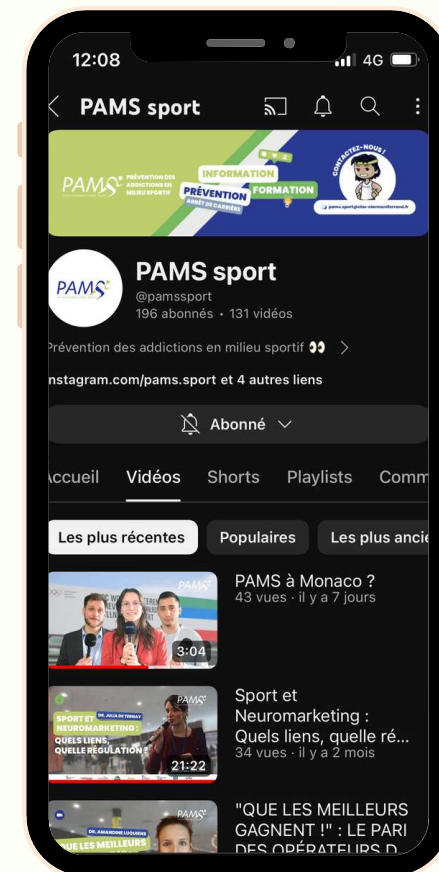 12:08
4G
PAMS sport
PAMS PRÉVENTION DES
ADDICTIONS EN
MILIEU SPORTIF
INFORMATION
PRÉVENTION
FORMATION
ARRÊT DE CARRIÈRE
CONTACTEZ-NOUS !
PAMS
PAMS sport
@pamssport
196 abonnés • 131 vidéos
Prévention des addictions en milieu sportif 👀
nstagram.com/pams.sport et 4 autres liens
Abonné
Accueil Vidéos Shorts Playlists Comm
Les plus récentes Populaires Les plus ancie
PAMS
3:04
PAMS à Monaco ?
43 vues · il y a 7 jours
PAMS
DR. JULIA DE TERNAY
SPORT ET
NEUROMARKETING :
QUELS LIENS,
QUELLE RÉGULATION ?
21:22
Sport et
Neuromarketing :
Quels liens, quelle ré...
34 vues · il y a 2 mois
PAMS
DR. AMANDINE LUQUIENS
QUE LES MEILLEURS
"QUE LES MEILLEURS
GAGNENT !" : LE PARI
DES OPÉRATEURS D